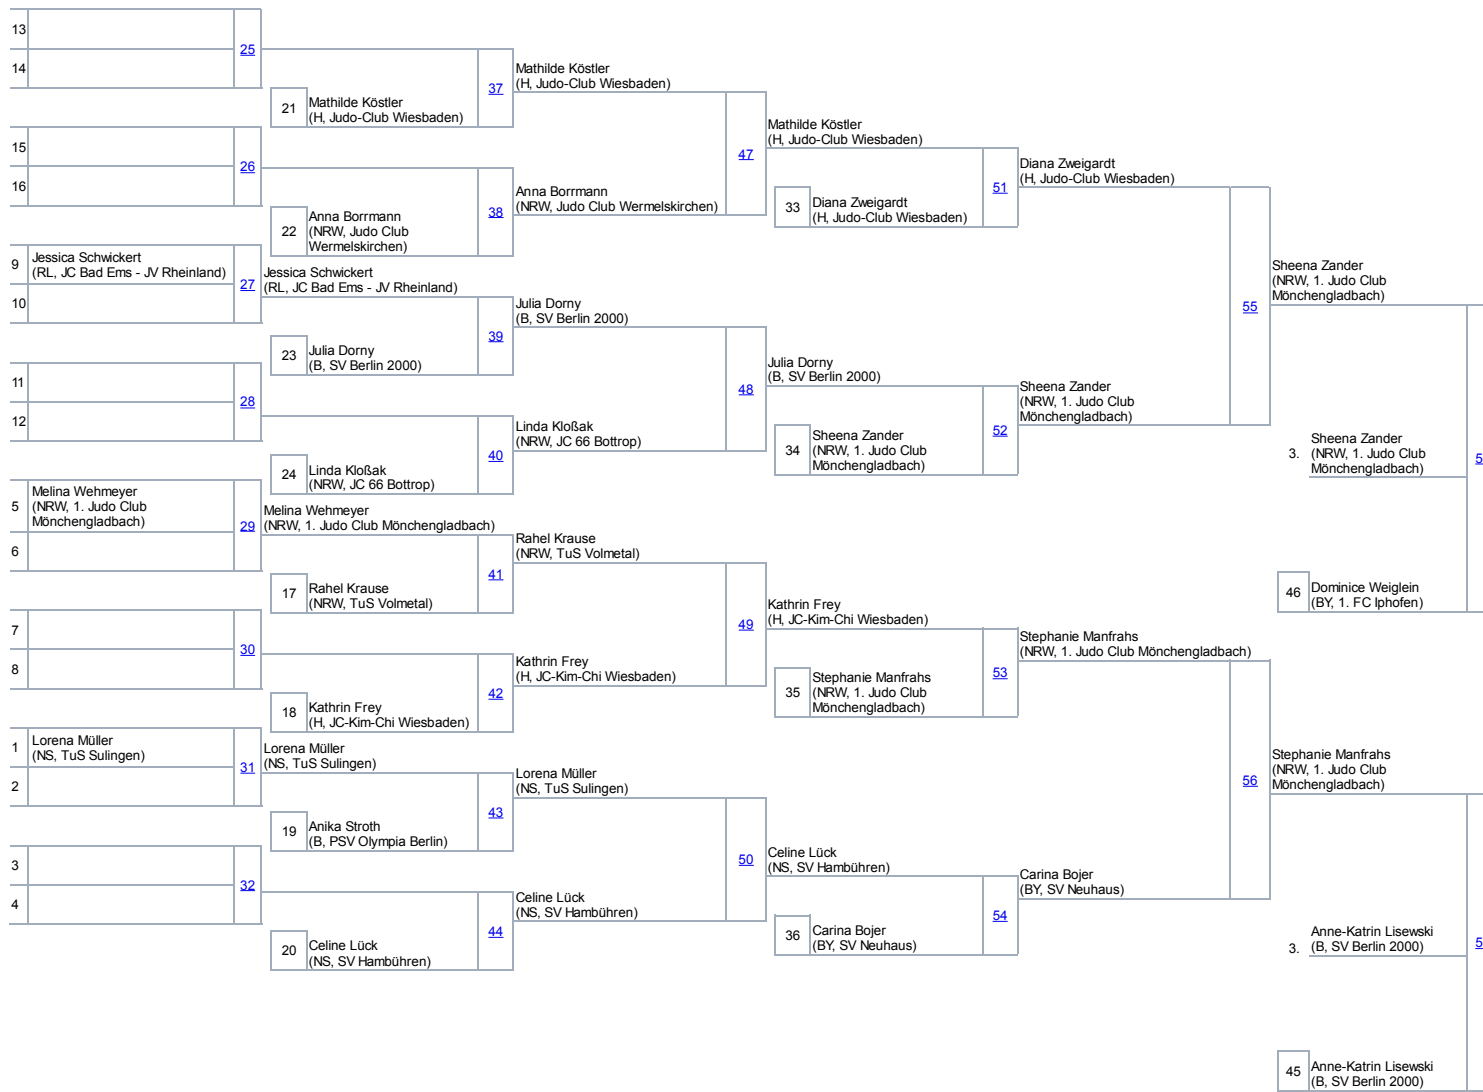 13
25
14
Mathilde Köstler
(H, Judo-Club Wiesbaden)
37
21
Mathilde Köstler
(H, Judo-Club Wiesbaden)
Mathilde Köstler
(H, Judo-Club Wiesbaden)
15
26
16
47
Diana Zweigardt
(H, Judo-Club Wiesbaden)
51
Anna Borrmann
(NRW, Judo Club Wermelskirchen)
38
33
Diana Zweigardt
(H, Judo-Club Wiesbaden)
22
Anna Borrmann
(NRW, Judo Club
Wermelskirchen)
9
Jessica Schwickert
(RL, JC Bad Ems - JV Rheinland)
27
10
Jessica Schwickert
(RL, JC Bad Ems - JV Rheinland)
Sheena Zander
(NRW, 1. Judo Club
Mönchengladbach)
55
Julia Dorny
(B, SV Berlin 2000)
39
23
Julia Dorny
(B, SV Berlin 2000)
Julia Dorny
(B, SV Berlin 2000)
11
28
12
48
Sheena Zander
(NRW, 1. Judo Club
Mönchengladbach)
52
Linda Kloßak
(NRW, JC 66 Bottrop)
40
34
Sheena Zander
(NRW, 1. Judo Club
Mönchengladbach)
3.
Sheena Zander
(NRW, 1. Judo Club
Mönchengladbach)
5
24
Linda Kloßak
(NRW, JC 66 Bottrop)
5
Melina Wehmeyer
(NRW, 1. Judo Club
Mönchengladbach)
29
6
Melina Wehmeyer
(NRW, 1. Judo Club Mönchengladbach)
Rahel Krause
(NRW, TuS Volmetal)
41
17
Rahel Krause
(NRW, TuS Volmetal)
46
Dominice Weiglein
(BY, 1. FC Iphofen)
Kathrin Frey
(H, JC-Kim-Chi Wiesbaden)
49
7
30
8
Stephanie Manfrahs
(NRW, 1. Judo Club Mönchengladbach)
53
Kathrin Frey
(H, JC-Kim-Chi Wiesbaden)
42
35
Stephanie Manfrahs
(NRW, 1. Judo Club
Mönchengladbach)
18
Kathrin Frey
(H, JC-Kim-Chi Wiesbaden)
1
Lorena Müller
(NS, TuS Sulingen)
31
2
Lorena Müller
(NS, TuS Sulingen)
Stephanie Manfrahs
(NRW, 1. Judo Club
Mönchengladbach)
56
Lorena Müller
(NS, TuS Sulingen)
43
19
Anika Stroth
(B, PSV Olympia Berlin)
3
32
4
50
Celine Lück
(NS, SV Hambühren)
Carina Bojer
(BY, SV Neuhaus)
54
Celine Lück
(NS, SV Hambühren)
44
36
Carina Bojer
(BY, SV Neuhaus)
20
Celine Lück
(NS, SV Hambühren)
3.
Anne-Katrin Lisewski
(B, SV Berlin 2000)
5
45
Anne-Katrin Lisewski
(B, SV Berlin 2000)